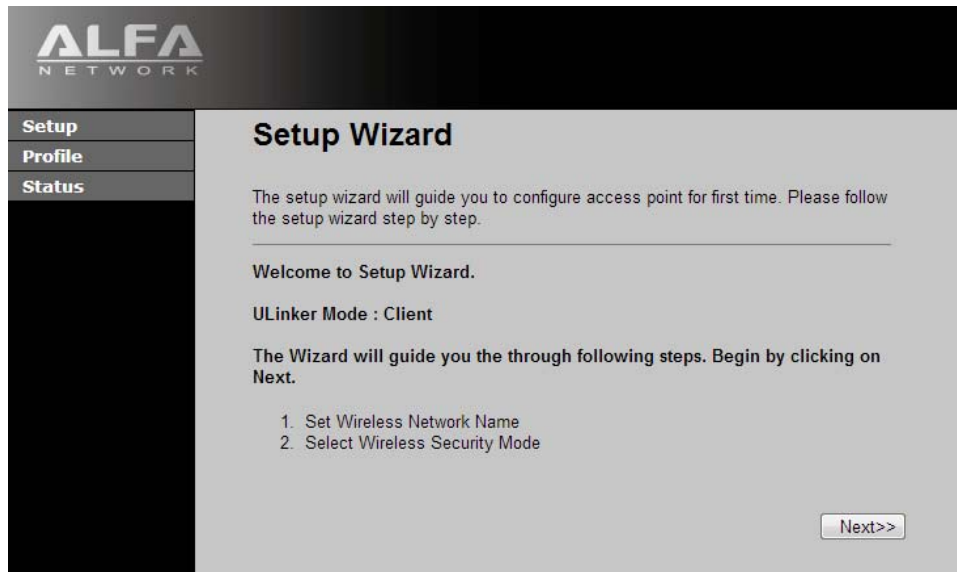 ALFA
NETWORK
Setup
Profile
Status
Setup Wizard
The setup wizard will guide you to configure access point for first time. Please follow
the setup wizard step by step.
Welcome to Setup Wizard.
ULinker Mode : Client
The Wizard will guide you the through following steps. Begin by clicking on
Next.
1. Set Wireless Network Name
2. Select Wireless Security Mode
Next>>